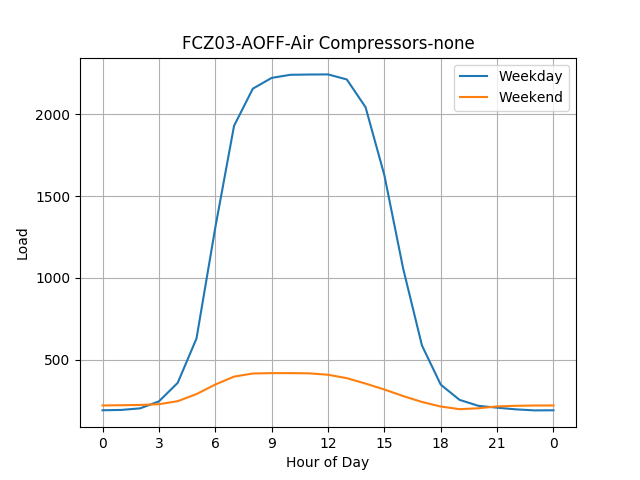 FCZ03-AOFF-Air Compressors-none
Weekday
Weekend
Load
2000
1500
1000
500
0 3 6 9 12 15 18 21 0
Hour of Day